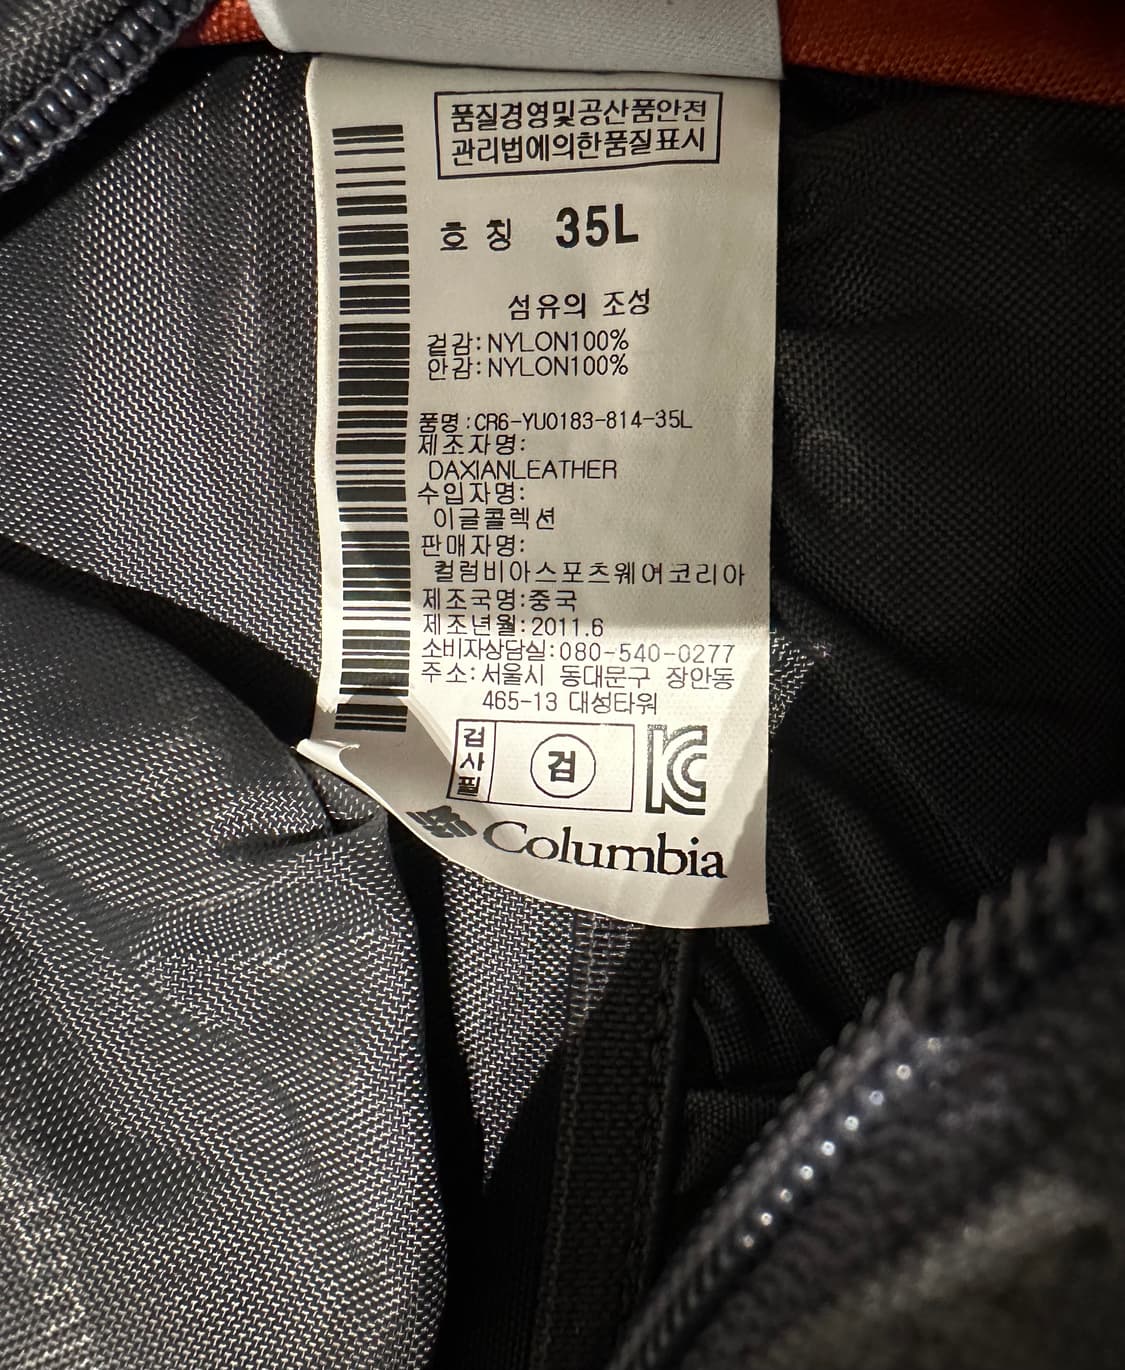 품질경영및공산품안전
관리법에의한품질표시
호 칭 35L
섬유의 조성
겉감:NYLON100%
안감:NYLON100%
품명:CR6-YU0183-814-35L
제조자명:
DAXIANLEATHER
수입자명:
이글콜렉션
판매자명:
컬럼비아스포츠웨어코리아
제조국명:중국
제조년월:2011.6
소비자상담실:080-540-0277
주소:서울시 동대문구 장안동
465-13 대성타워
검사필
검
KC
Columbia